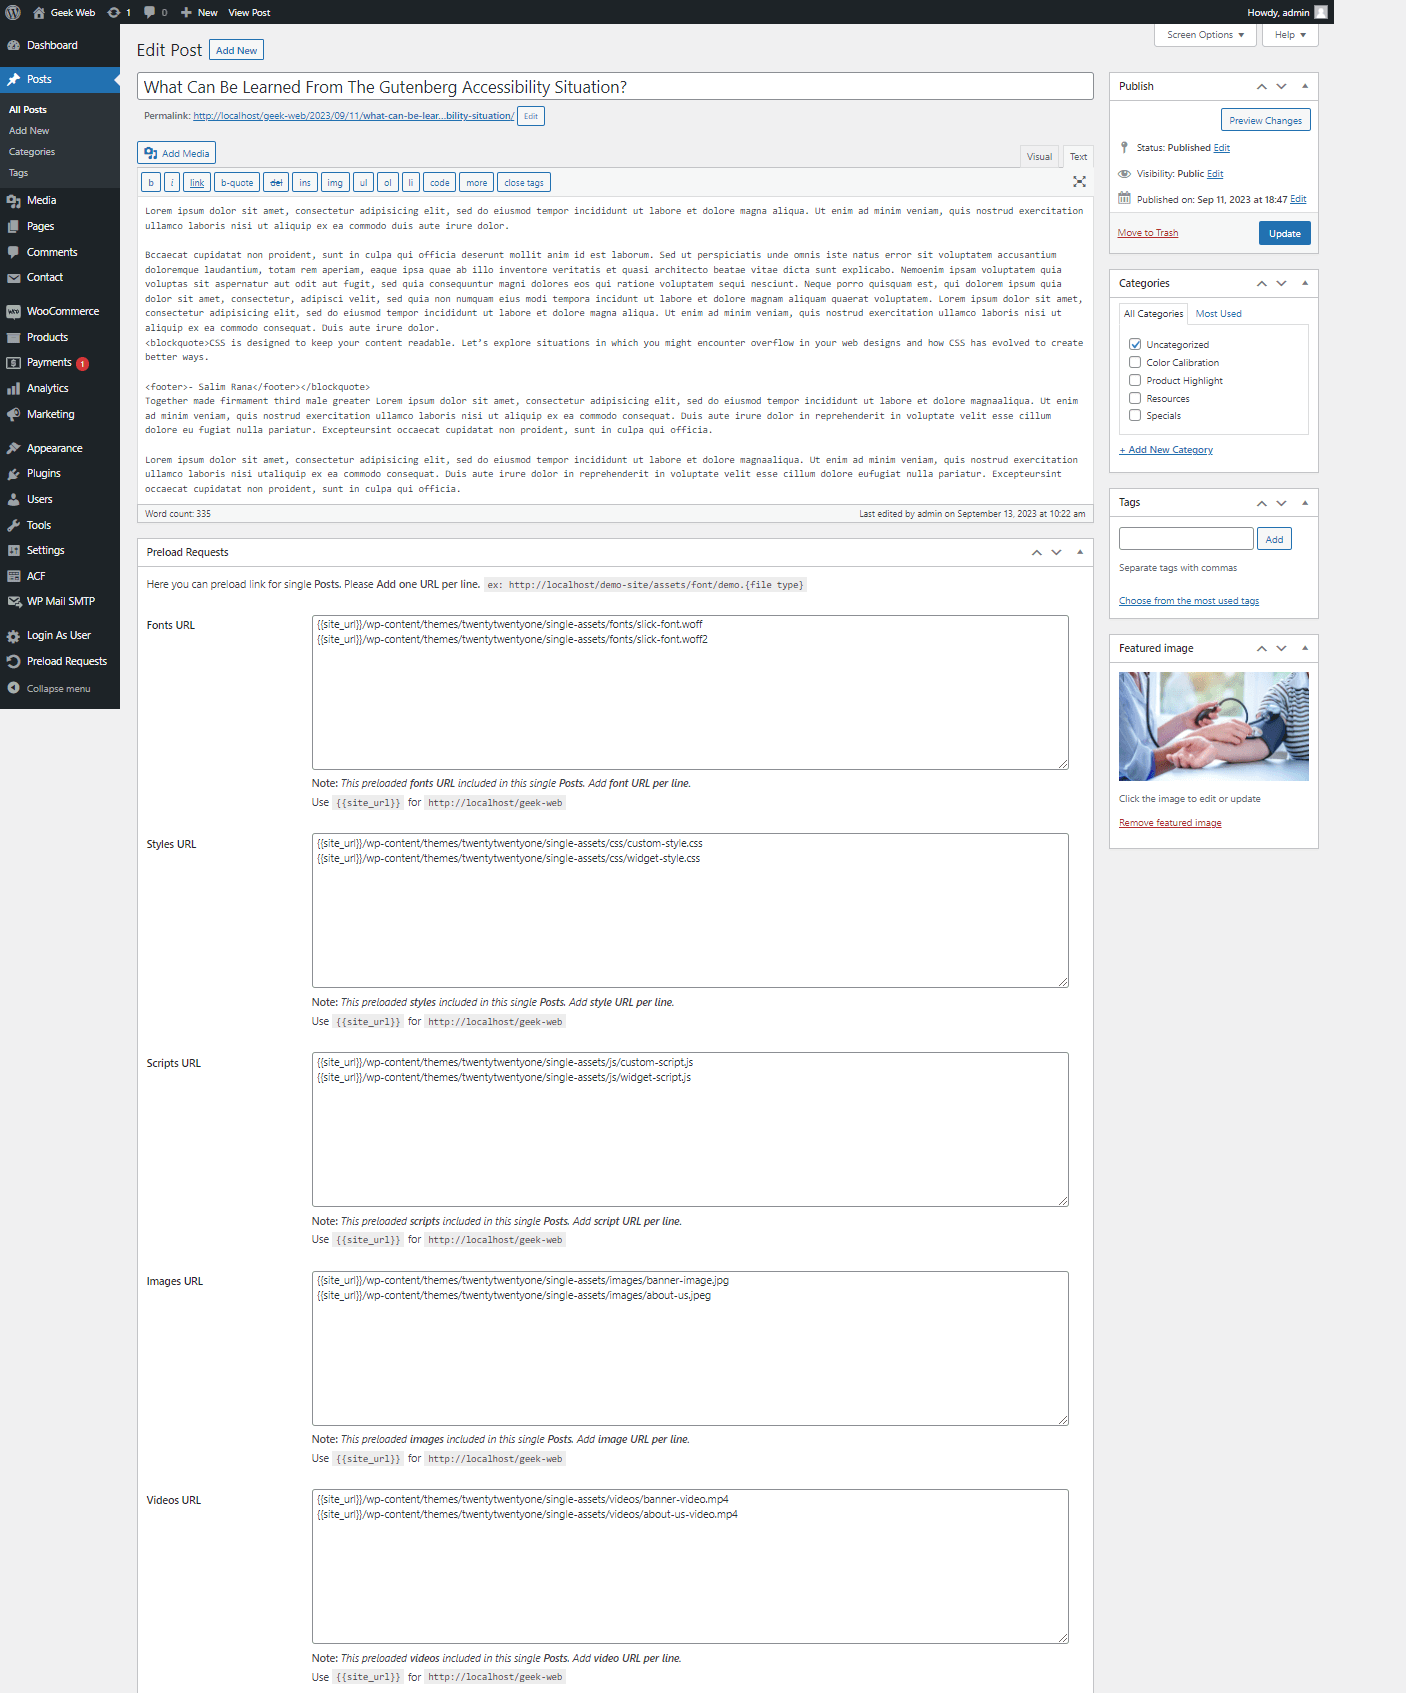 Geek Web 1 0 New View Post Howdy, admin
Dashboard
Posts
All Posts
Add New
Categories
Tags
Media
Pages
Comments
Contact
WooCommerce
Products
Payments 1
Analytics
Marketing
Appearance
Plugins
Users
Tools
Settings
ACF
WP Mail SMTP
Login As User
Preload Requests
Collapse menu
Screen Options Help
Edit Post Add New
What Can Be Learned From The Gutenberg Accessibility Situation?
Permalink: http://localhost/geek-web/2023/09/11/what-can-be-lear…bility-situation/ Edit
Add Media
Visual Text
b i link b-quote del ins img ul ol li code more close tags
Lorem ipsum dolor sit amet, consectetur adipisicing elit, sed do eiusmod tempor incididunt ut labore et dolore magna aliqua. Ut enim ad minim veniam, quis nostrud exercitation
ullamco laboris nisi ut aliquip ex ea commodo duis aute irure dolor.
Bccaecat cupidatat non proident, sunt in culpa qui officia deserunt mollit anim id est laborum. Sed ut perspiciatis unde omnis iste natus error sit voluptatem accusantium
doloremque laudantium, totam rem aperiam, eaque ipsa quae ab illo inventore veritatis et quasi architecto beatae vitae dicta sunt explicabo. Nemoenim ipsam voluptatem quia
voluptas sit aspernatur aut odit aut fugit, sed quia consequuntur magni dolores eos qui ratione voluptatem sequi nesciunt. Neque porro quisquam est, qui dolorem ipsum quia
dolor sit amet, consectetur, adipisci velit, sed quia non numquam eius modi tempora incidunt ut labore et dolore magnam aliquam quaerat voluptatem. Lorem ipsum dolor sit amet,
consectetur adipisicing elit, sed do eiusmod tempor incididunt ut labore et dolore magna aliqua. Ut enim ad minim veniam, quis nostrud exercitation ullamco laboris nisi ut
aliquip ex ea commodo consequat. Duis aute irure dolor.
<blockquote>CSS is designed to keep your content readable. Let’s explore situations in which you might encounter overflow in your web designs and how CSS has evolved to create
better ways.
<footer>- Salim Rana</footer></blockquote>
Together made firmament third male greater Lorem ipsum dolor sit amet, consectetur adipisicing elit, sed do eiusmod tempor incididunt ut labore et dolore magnaaliqua. Ut enim
ad minim veniam, quis nostrud exercitation ullamco laboris nisi ut aliquip ex ea commodo consequat. Duis aute irure dolor in reprehenderit in voluptate velit esse cillum
dolore eu fugiat nulla pariatur. Excepteursint occaecat cupidatat non proident, sunt in culpa qui officia.
Lorem ipsum dolor sit amet, consectetur adipisicing elit, sed do eiusmod tempor incididunt ut labore et dolore magnaaliqua. Ut enim ad minim veniam, quis nostrud exercitation
ullamco laboris nisi utaliquip ex ea commodo consequat. Duis aute irure dolor in reprehenderit in voluptate velit esse cillum dolore eufugiat nulla pariatur. Excepteursint
occaecat cupidatat non proident, sunt in culpa qui officia.
Word count: 335 Last edited by admin on September 13, 2023 at 10:22 am
Preload Requests
Here you can preload link for single Posts. Please Add one URL per line. ex: http://localhost/demo-site/assets/font/demo.{file type}
Fonts URL
{{site_url}}/wp-content/themes/twentytwentyone/single-assets/fonts/slick-font.woff
{{site_url}}/wp-content/themes/twentytwentyone/single-assets/fonts/slick-font.woff2
Note: This preloaded fonts URL included in this single Posts. Add font URL per line.
Use {{site_url}} for http://localhost/geek-web
Styles URL
{{site_url}}/wp-content/themes/twentytwentyone/single-assets/css/custom-style.css
{{site_url}}/wp-content/themes/twentytwentyone/single-assets/css/widget-style.css
Note: This preloaded styles included in this single Posts. Add style URL per line.
Use {{site_url}} for http://localhost/geek-web
Scripts URL
{{site_url}}/wp-content/themes/twentytwentyone/single-assets/js/custom-script.js
{{site_url}}/wp-content/themes/twentytwentyone/single-assets/js/widget-script.js
Note: This preloaded scripts included in this single Posts. Add script URL per line.
Use {{site_url}} for http://localhost/geek-web
Images URL
{{site_url}}/wp-content/themes/twentytwentyone/single-assets/images/banner-image.jpg
{{site_url}}/wp-content/themes/twentytwentyone/single-assets/images/about-us.jpeg
Note: This preloaded images included in this single Posts. Add image URL per line.
Use {{site_url}} for http://localhost/geek-web
Videos URL
{{site_url}}/wp-content/themes/twentytwentyone/single-assets/videos/banner-video.mp4
{{site_url}}/wp-content/themes/twentytwentyone/single-assets/videos/about-us-video.mp4
Note: This preloaded videos included in this single Posts. Add video URL per line.
Use {{site_url}} for http://localhost/geek-web
Publish
Preview Changes
Status: Published Edit
Visibility: Public Edit
Published on: Sep 11, 2023 at 18:47 Edit
Move to Trash Update
Categories
All Categories Most Used
Uncategorized
Color Calibration
Product Highlight
Resources
Specials
+ Add New Category
Tags
Add
Separate tags with commas
Choose from the most used tags
Featured image
Click the image to edit or update
Remove featured image